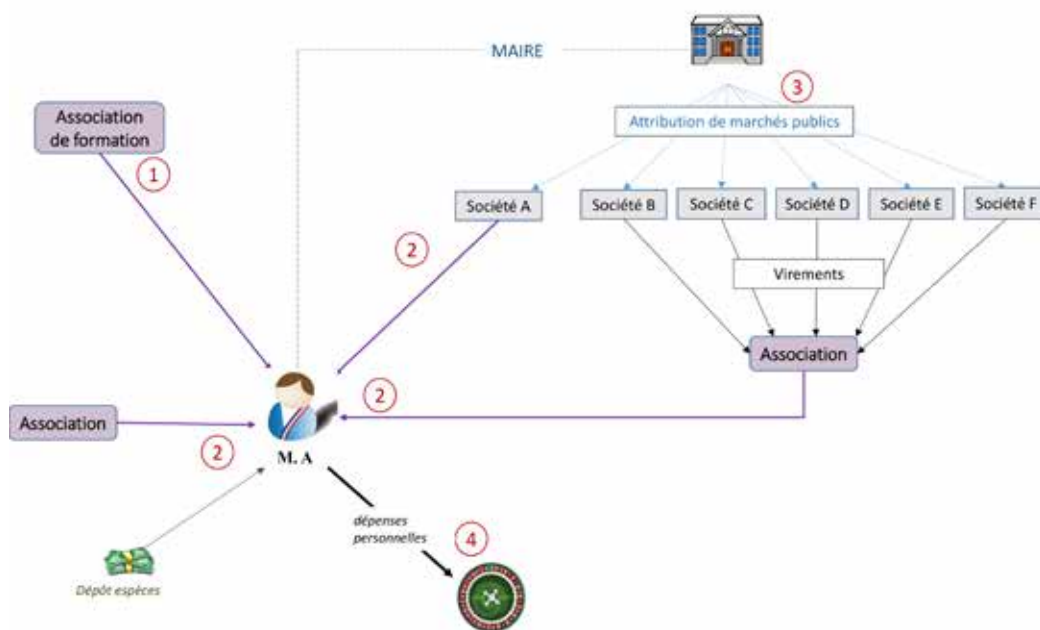 MAIRE
3
Attribution de marchés publics
Association
de formation
1
Société A
Société B
Société C
Société D
Société E
Société F
2
Virements
Association
2
Association
2
M. A
dépenses
personnelles
4
Dépôt espèces